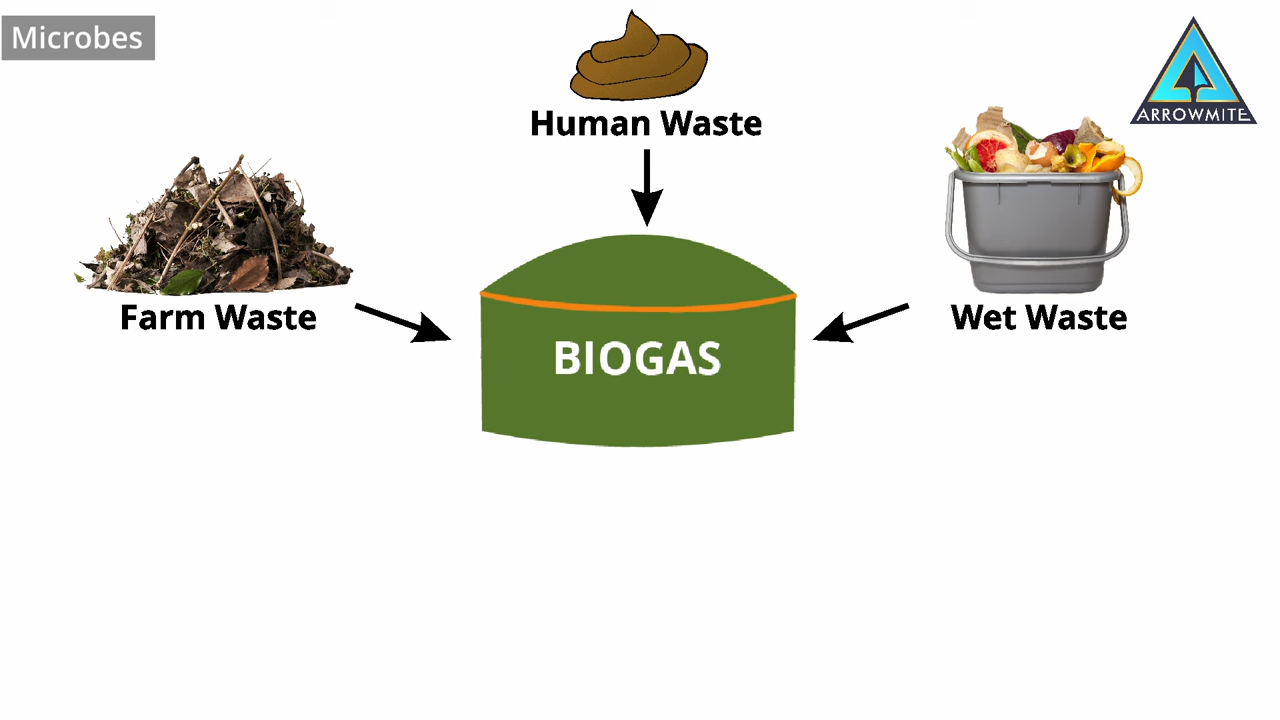 Microbes
Human Waste
ARROWMITE
Farm Waste
Wet Waste
BIOGAS